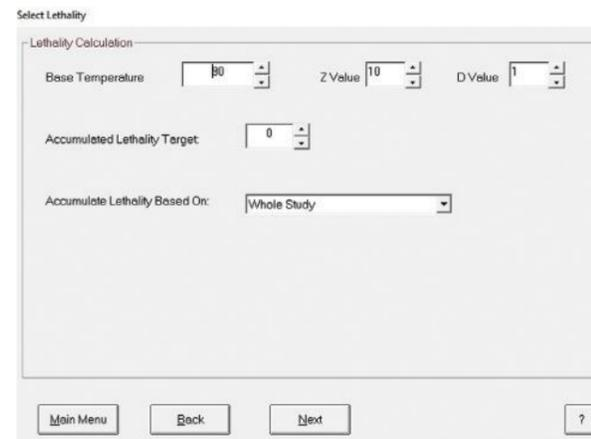 Select Lethality
Lethality Calculation
Base Temperature 80 Z Value 10 D Value 1
Accumulated Lethality Target: 0
Accumulate Lethality Based On: Whole Study
Main Menu Back Next ?